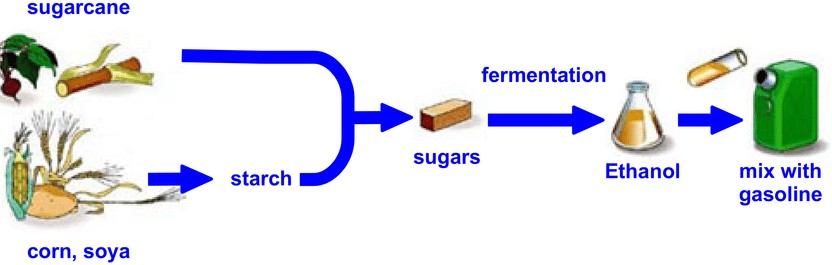 sugarcane
fermentation
sugars
Ethanol
mix with
gasoline
starch
corn, soya